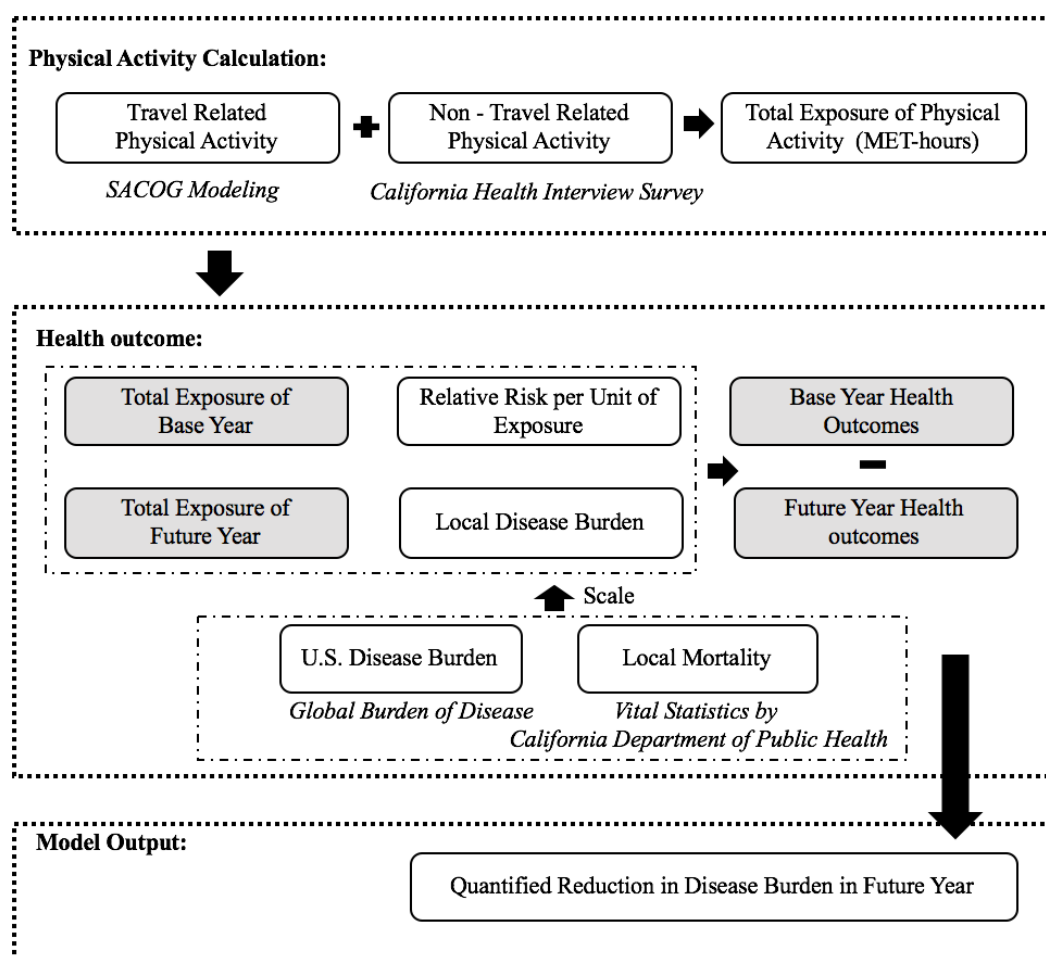 Physical Activity Calculation:
Travel Related
Physical Activity
Non - Travel Related
Physical Activity
Total Exposure of Physical
Activity (MET-hours)
SACOG Modeling
California Health Interview Survey
Health outcome:
Total Exposure of
Base Year
Relative Risk per Unit of
Exposure
Base Year Health
Outcomes
Total Exposure of
Future Year
Local Disease Burden
Future Year Health
outcomes
Scale
U.S. Disease Burden
Local Mortality
Global Burden of Disease
Vital Statistics by
California Department of Public Health
Model Output:
Quantified Reduction in Disease Burden in Future Year